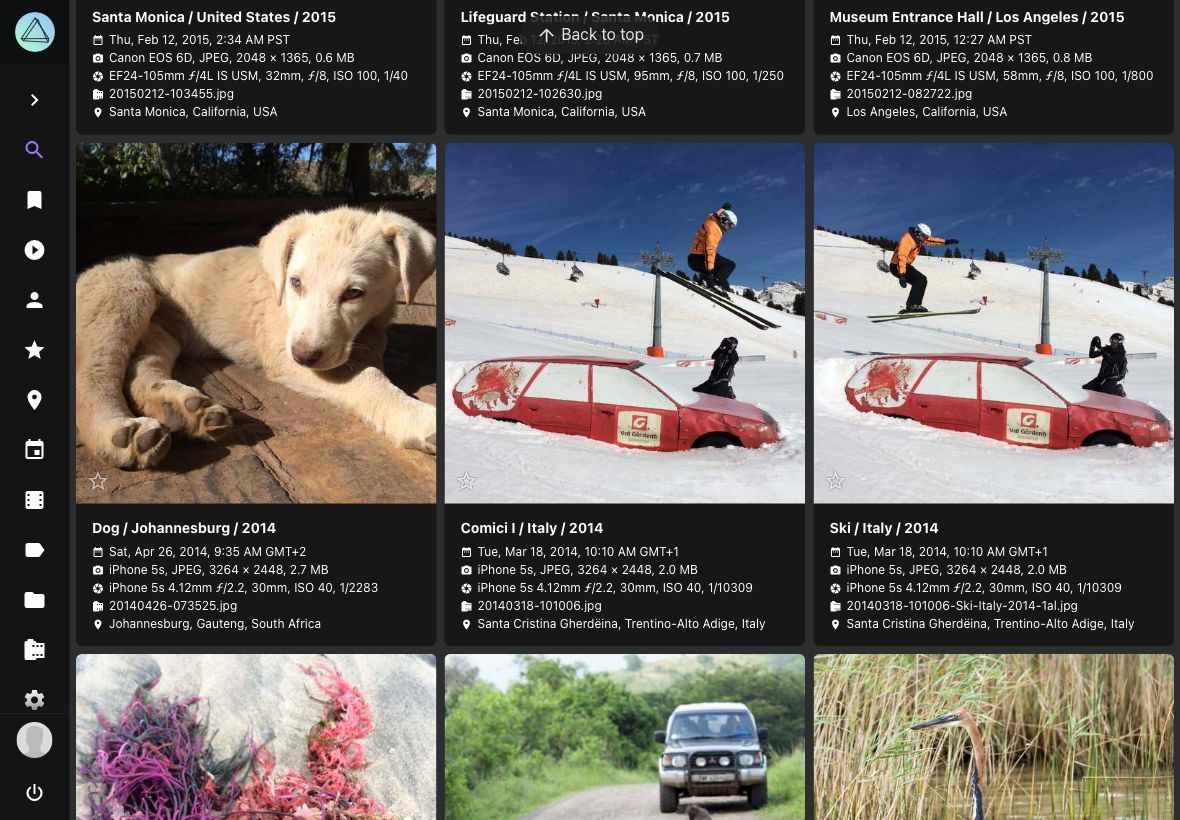 Santa Monica / United States / 2015
Thu, Feb 12, 2015, 2:34 AM PST
Canon EOS 6D, JPEG, 2048 × 1365, 0.6 MB
EF24-105mm ƒ/4L IS USM, 32mm, ƒ/8, ISO 100, 1/40
20150212-103455.jpg
Santa Monica, California, USA
Lifeguard Station / Santa Monica / 2015
Back to top
Thu, Fe
Canon EOS 6D, JPEG, 2048 × 1365, 0.7 MB
EF24-105mm ƒ/4L IS USM, 95mm, ƒ/8, ISO 100, 1/250
20150212-102630.jpg
Santa Monica, California, USA
Museum Entrance Hall / Los Angeles / 2015
Thu, Feb 12, 2015, 12:27 AM PST
Canon EOS 6D, JPEG, 2048 × 1365, 0.8 MB
EF24-105mm ƒ/4L IS USM, 58mm, ƒ/8, ISO 100, 1/800
20150212-082722.jpg
Los Angeles, California, USA
Dog / Johannesburg / 2014
Sat, Apr 26, 2014, 9:35 AM GMT+2
iPhone 5s, JPEG, 3264 × 2448, 2.7 MB
iPhone 5s 4.12mm ƒ/2.2, 30mm, ISO 40, 1/2283
20140426-073525.jpg
Johannesburg, Gauteng, South Africa
Val Gardena
Comici I / Italy / 2014
Tue, Mar 18, 2014, 10:10 AM GMT+1
iPhone 5s, JPEG, 3264 × 2448, 2.0 MB
iPhone 5s 4.12mm ƒ/2.2, 30mm, ISO 40, 1/10309
20140318-101006.jpg
Santa Cristina Gherdëina, Trentino-Alto Adige, Italy
Val Gardena
Ski / Italy / 2014
Tue, Mar 18, 2014, 10:10 AM GMT+1
iPhone 5s, JPEG, 3264 × 2448, 2.0 MB
iPhone 5s 4.12mm ƒ/2.2, 30mm, ISO 40, 1/10309
20140318-101006-Ski-Italy-2014-1al.jpg
Santa Cristina Gherdëina, Trentino-Alto Adige, Italy